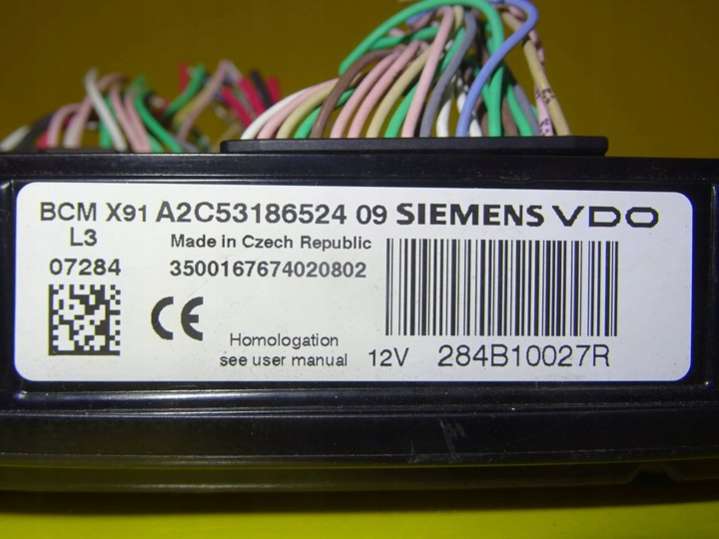 BCM X91 A2C53186524 09 SIEMENS VDO
L3 Made in Czech Republic
07284 3500167674020802
CE
Homologation
see user manual 12V 284B10027R